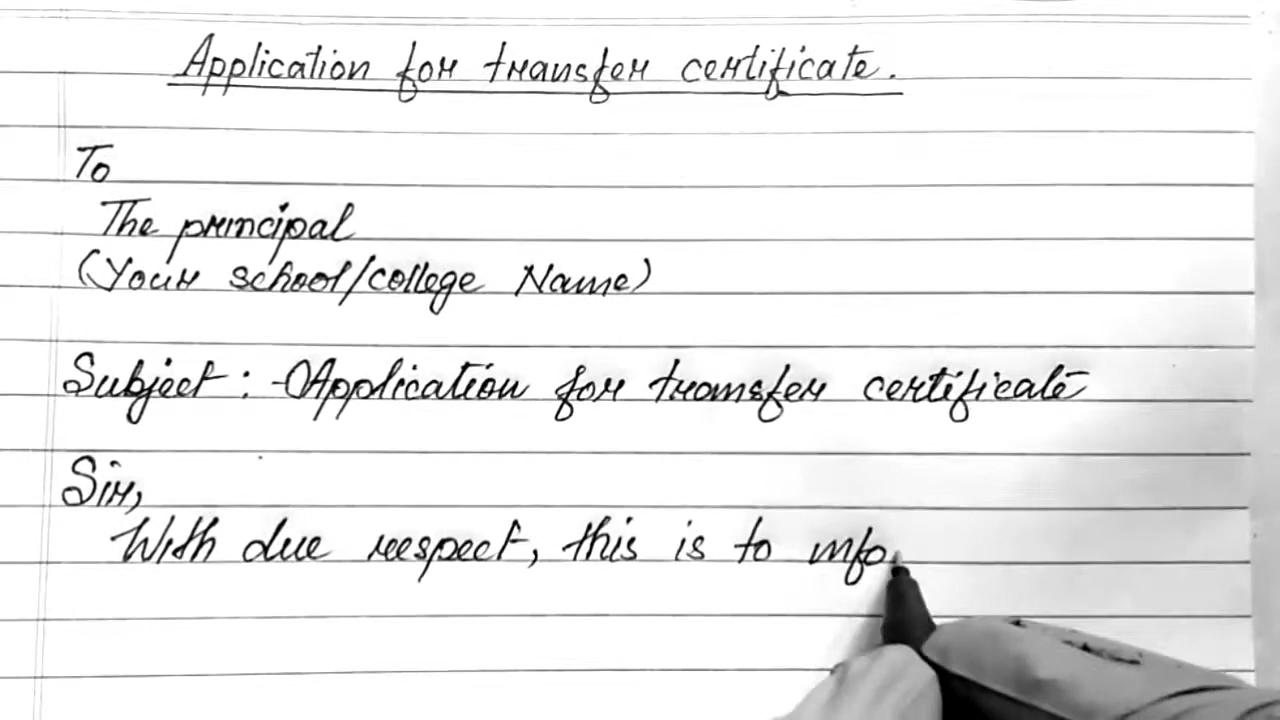 Application for transfer certificate.
To
The principal
(Your school/college Name)
Subject: - Application for transfer certificate
Sir,
With due respect, this is to info